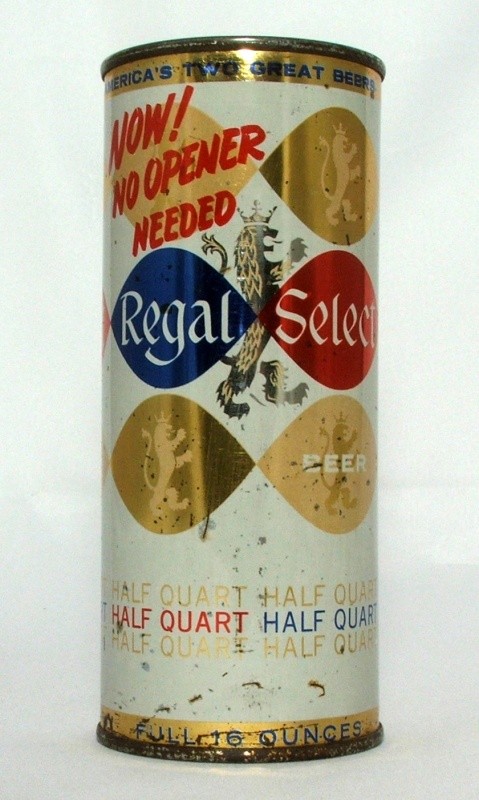 AMERICA'S TWO GREAT BEERS
NOW!
NO OPENER
NEEDED
Regal Select
BEER
HALF QUART HALF QUART
HALF QUART HALF QUART
HALF QUART HALF QUART
FULL 16 OUNCES